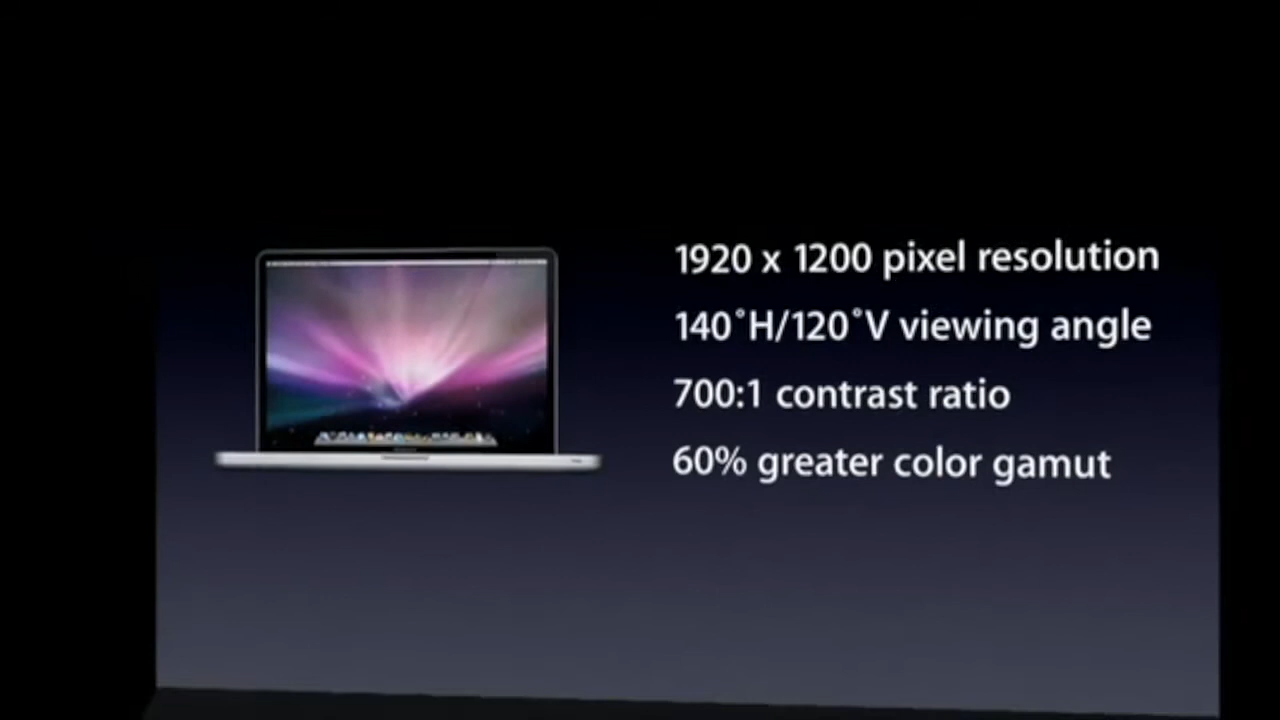 1920 x 1200 pixel resolution
140°H/120°V viewing angle
700:1 contrast ratio
60% greater color gamut